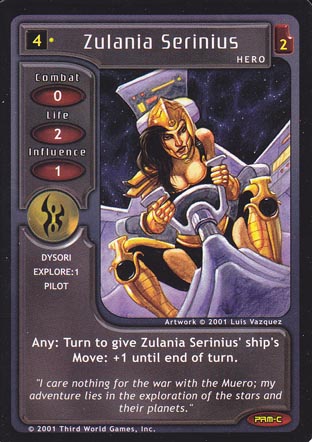 4
Zulania Serinius
2
HERO
Combat
0
Life
2
Influence
1
DYSORI
EXPLORE:1
PILOT
Artwork © 2001 Luis Vazquez
Any: Turn to give Zulania Serinius' ship's
Move: +1 until end of turn.
"I care nothing for the war with the Muero; my
adventure lies in the exploration of the stars and
their planets."
© 2001 Third World Games, Inc.
PRM-C